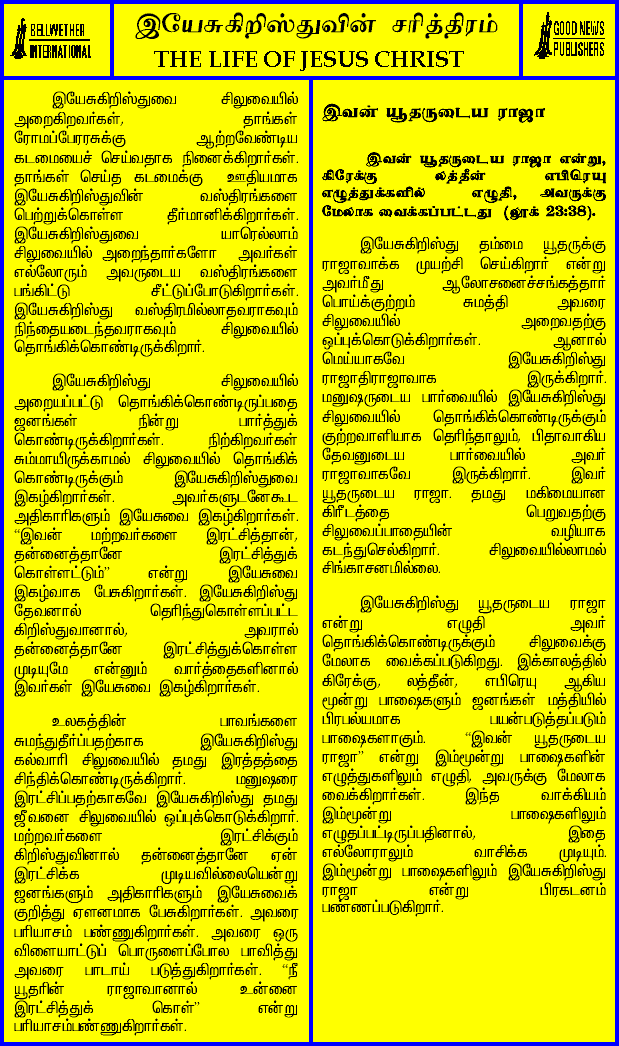 BELLWETHER
INTERNATIONAL
இயேசுகிறிஸ்துவின் சரித்திரம்
THE LIFE OF JESUS CHRIST
GOOD NEWS
PUBLISHERS
இயேசுகிறிஸ்துவை சிலுவையில்
அறைகிறவர்கள், தாங்கள்
ரோமப்பேரரசுக்கு ஆற்றவேண்டிய
கடமையைச் செய்வதாக நினைக்கிறார்கள்.
தாங்கள் செய்த கடமைக்கு ஊதியமாக
இயேசுகிறிஸ்துவின் வஸ்திரங்களை
பெற்றுக்கொள்ள தீர்மானிக்கிறார்கள்.
இயேசுகிறிஸ்துவை யாரெல்லாம்
சிலுவையில் அறைந்தார்களோ அவர்கள்
எல்லோரும் அவருடைய வஸ்திரங்களை
பங்கிட்டு சீட்டுப்போடுகிறார்கள்.
இயேசுகிறிஸ்து வஸ்திரமில்லாதவராகவும்
நிந்தையடைந்தவராகவும் சிலுவையில்
தொங்கிக்கொண்டிருக்கிறார்.
இயேசுகிறிஸ்து சிலுவையில்
அறையப்பட்டு தொங்கிக்கொண்டிருப்பதை
ஜனங்கள் நின்று பார்த்துக்
கொண்டிருக்கிறார்கள். நிற்கிறவர்கள்
சும்மாயிருக்காமல் சிலுவையில் தொங்கிக்
கொண்டிருக்கும் இயேசுகிறிஸ்துவை
இகழ்கிறார்கள். அவர்களுடனேகூட
அதிகாரிகளும் இயேசுவை இகழ்கிறார்கள்.
“இவன் மற்றவர்களை இரட்சித்தான்,
தன்னைத்தானே இரட்சித்துக்
கொள்ளட்டும்” என்று இயேசுவை
இகழ்வாக பேசுகிறார்கள். இயேசுகிறிஸ்து
தேவனால் தெரிந்துகொள்ளப்பட்ட
கிறிஸ்துவானால், அவரால்
தன்னைத்தானே இரட்சித்துக்கொள்ள
முடியுமே என்னும் வார்த்தைகளினால்
இவர்கள் இயேசுவை இகழ்கிறார்கள்.
உலகத்தின் பாவங்களை
சுமந்துதீர்ப்பதற்காக இயேசுகிறிஸ்து
கல்வாரி சிலுவையில் தமது இரத்தத்தை
சிந்திக்கொண்டிருக்கிறார். மனுஷரை
இரட்சிப்பதற்காகவே இயேசுகிறிஸ்து தமது
ஜீவனை சிலுவையில் ஒப்புக்கொடுக்கிறார்.
மற்றவர்களை இரட்சிக்கும்
கிறிஸ்துவினால் தன்னைத்தானே ஏன்
இரட்சிக்க முடியவில்லையென்று
ஜனங்களும் அதிகாரிகளும் இயேசுவைக்
குறித்து ஏளனமாக பேசுகிறார்கள். அவரை
பரியாசம் பண்ணுகிறார்கள். அவரை ஒரு
விளையாட்டுப் பொருளைப்போல பாவித்து
அவரை பாடாய் படுத்துகிறார்கள். “நீ
யூதரின் ராஜாவானால் உன்னை
இரட்சித்துக் கொள்” என்று
பரியாசம்பண்ணுகிறார்கள்.
இவன் யூதருடைய ராஜா
இவன் யூதருடைய ராஜா என்று,
கிரேக்கு லத்தீன் எபிரெயு
எழுத்துக்களில் எழுதி, அவருக்கு
மேலாக வைக்கப்பட்டது (லூக் 23:38).
இயேசுகிறிஸ்து தம்மை யூதருக்கு
ராஜாவாக்க முயற்சி செய்கிறார் என்று
அவர்மீது ஆலோசனைச்சங்கத்தார்
பொய்க்குற்றம் சுமத்தி அவரை
சிலுவையில் அறைவதற்கு
ஒப்புக்கொடுக்கிறார்கள். ஆனால்
மெய்யாகவே இயேசுகிறிஸ்து
ராஜாதிராஜாவாக இருக்கிறார்.
மனுஷருடைய பார்வையில் இயேசுகிறிஸ்து
சிலுவையில் தொங்கிக்கொண்டிருக்கும்
குற்றவாளியாக தெரிந்தாலும், பிதாவாகிய
தேவனுடைய பார்வையில் அவர்
ராஜாவாகவே இருக்கிறார். இவர்
யூதருடைய ராஜா. தமது மகிமையான
கிரீடத்தை பெறுவதற்கு
சிலுவைப்பாதையின் வழியாக
கடந்துசெல்கிறார். சிலுவையில்லாமல்
சிங்காசனமில்லை.
இயேசுகிறிஸ்து யூதருடைய ராஜா
என்று எழுதி அவர்
தொங்கிக்கொண்டிருக்கும் சிலுவைக்கு
மேலாக வைக்கப்படுகிறது. இக்காலத்தில்
கிரேக்கு, லத்தீன், எபிரெயு ஆகிய
மூன்று பாஷைகளும் ஜனங்கள் மத்தியில்
பிரபல்யமாக பயன்படுத்தப்படும்
பாஷைகளாகும். “இவன் யூதருடைய
ராஜா” என்று இம்மூன்று பாஷைகளின்
எழுத்துகளிலும் எழுதி, அவருக்கு மேலாக
வைக்கிறார்கள். இந்த வாக்கியம்
இம்மூன்று பாஷைகளிலும்
எழுதப்பட்டிருப்பதினால், இதை
எல்லோராலும் வாசிக்க முடியும்.
இம்மூன்று பாஷைகளிலும் இயேசுகிறிஸ்து
ராஜா என்று பிரகடனம்
பண்ணப்படுகிறார்.